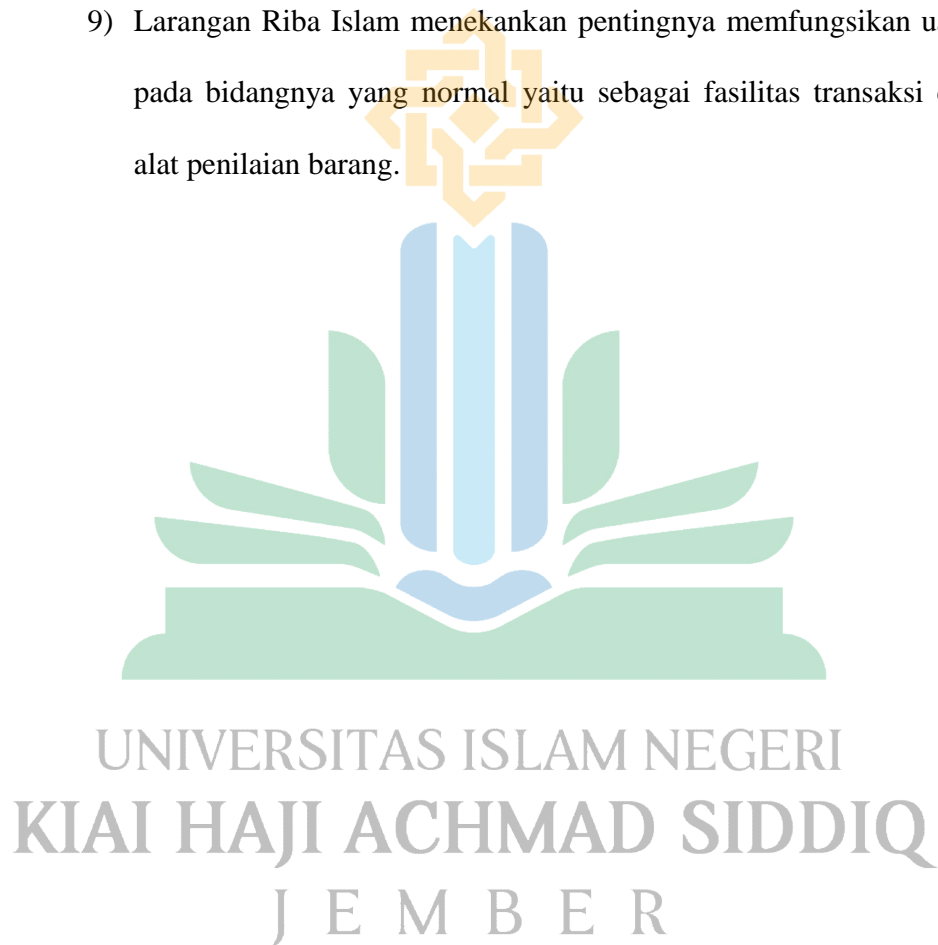 9) Larangan Riba Islam menekankan pentingnya memfungsikan
pada bidangnya yang normal yaitu sebagai fasilitas transaksi
alat penilaian barang.
UNIVERSITAS ISLAM NEGERI
KIAI HAJI ACHMAD SIDDIQ
JEMBER